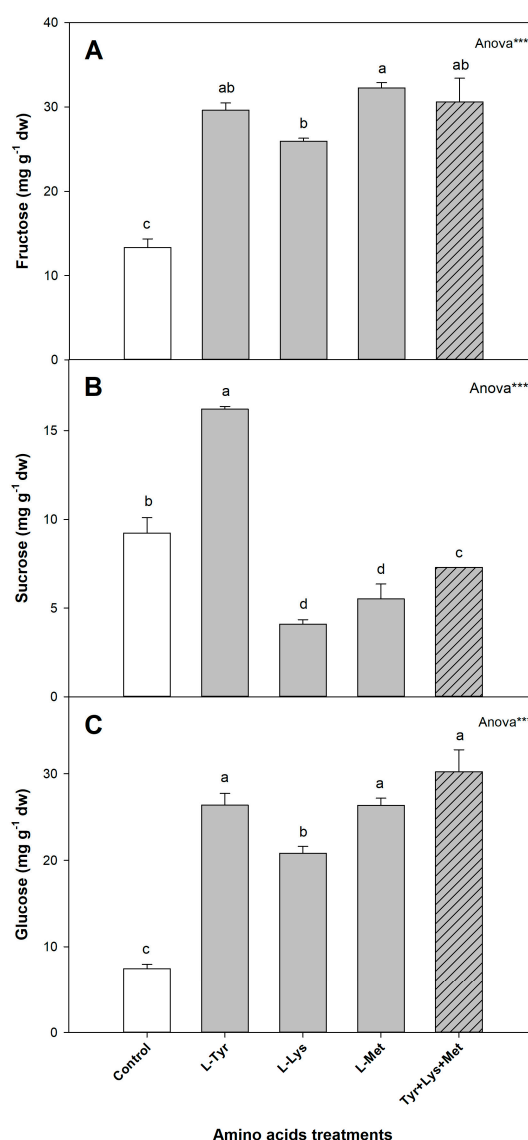 A
Anova***
Fructose (mg g⁻¹ dw)
40
30
20
10
0
c
ab
b
a
ab
B
Anova***
Sucrose (mg g⁻¹ dw)
15
10
5
0
b
a
d
d
c
C
Anova***
Glucose (mg g⁻¹ dw)
30
20
10
0
c
a
b
a
a
Control
L-Tyr
L-Lys
L-Met
Tyr+Lys+Met
Amino acids treatments